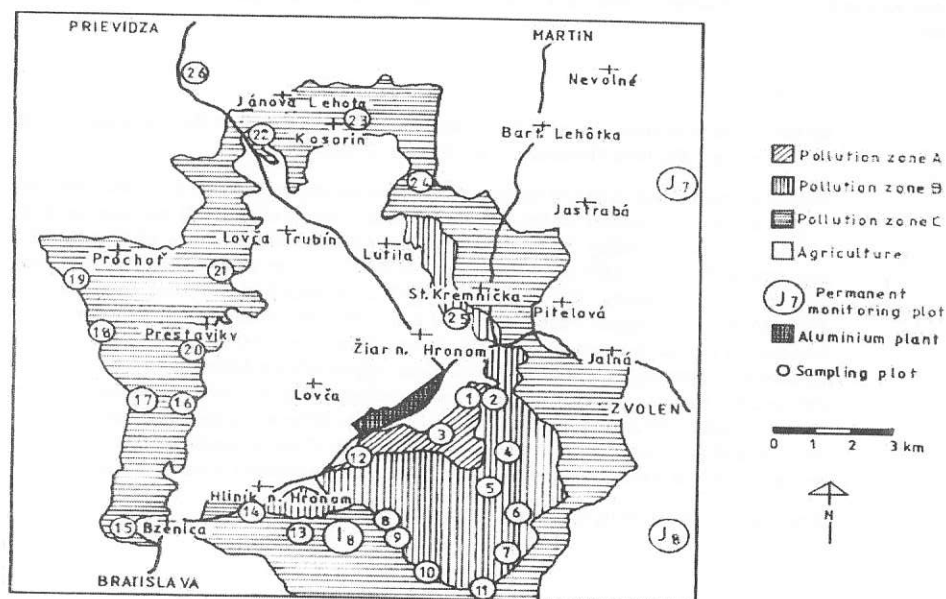 PRIEVIDZA
MARTIN
26
Nevolné
Jánova Lehota
23
22
Kosorín
Bart. Lehôtka
24
J7
Jastrabá
Lovča Trubín
Lutila
Prochoť
21
19
St. Kremnička
25
Pitelová
18
Prestavlky
20
Žiar n. Hronom
Jalná
Lovča
17
16
1
2
ZVOLEN
3
4
12
5
Hliník n. Hronom
14
6
15
Bzenica
8
13
I8
9
J8
7
10
11
BRATISLAVA
Pollution zone A
Pollution zone B
Pollution zone C
Agriculture
J7
Permanent
monitoring plot
Aluminium plant
Sampling plot
0 1 2 3 km
N